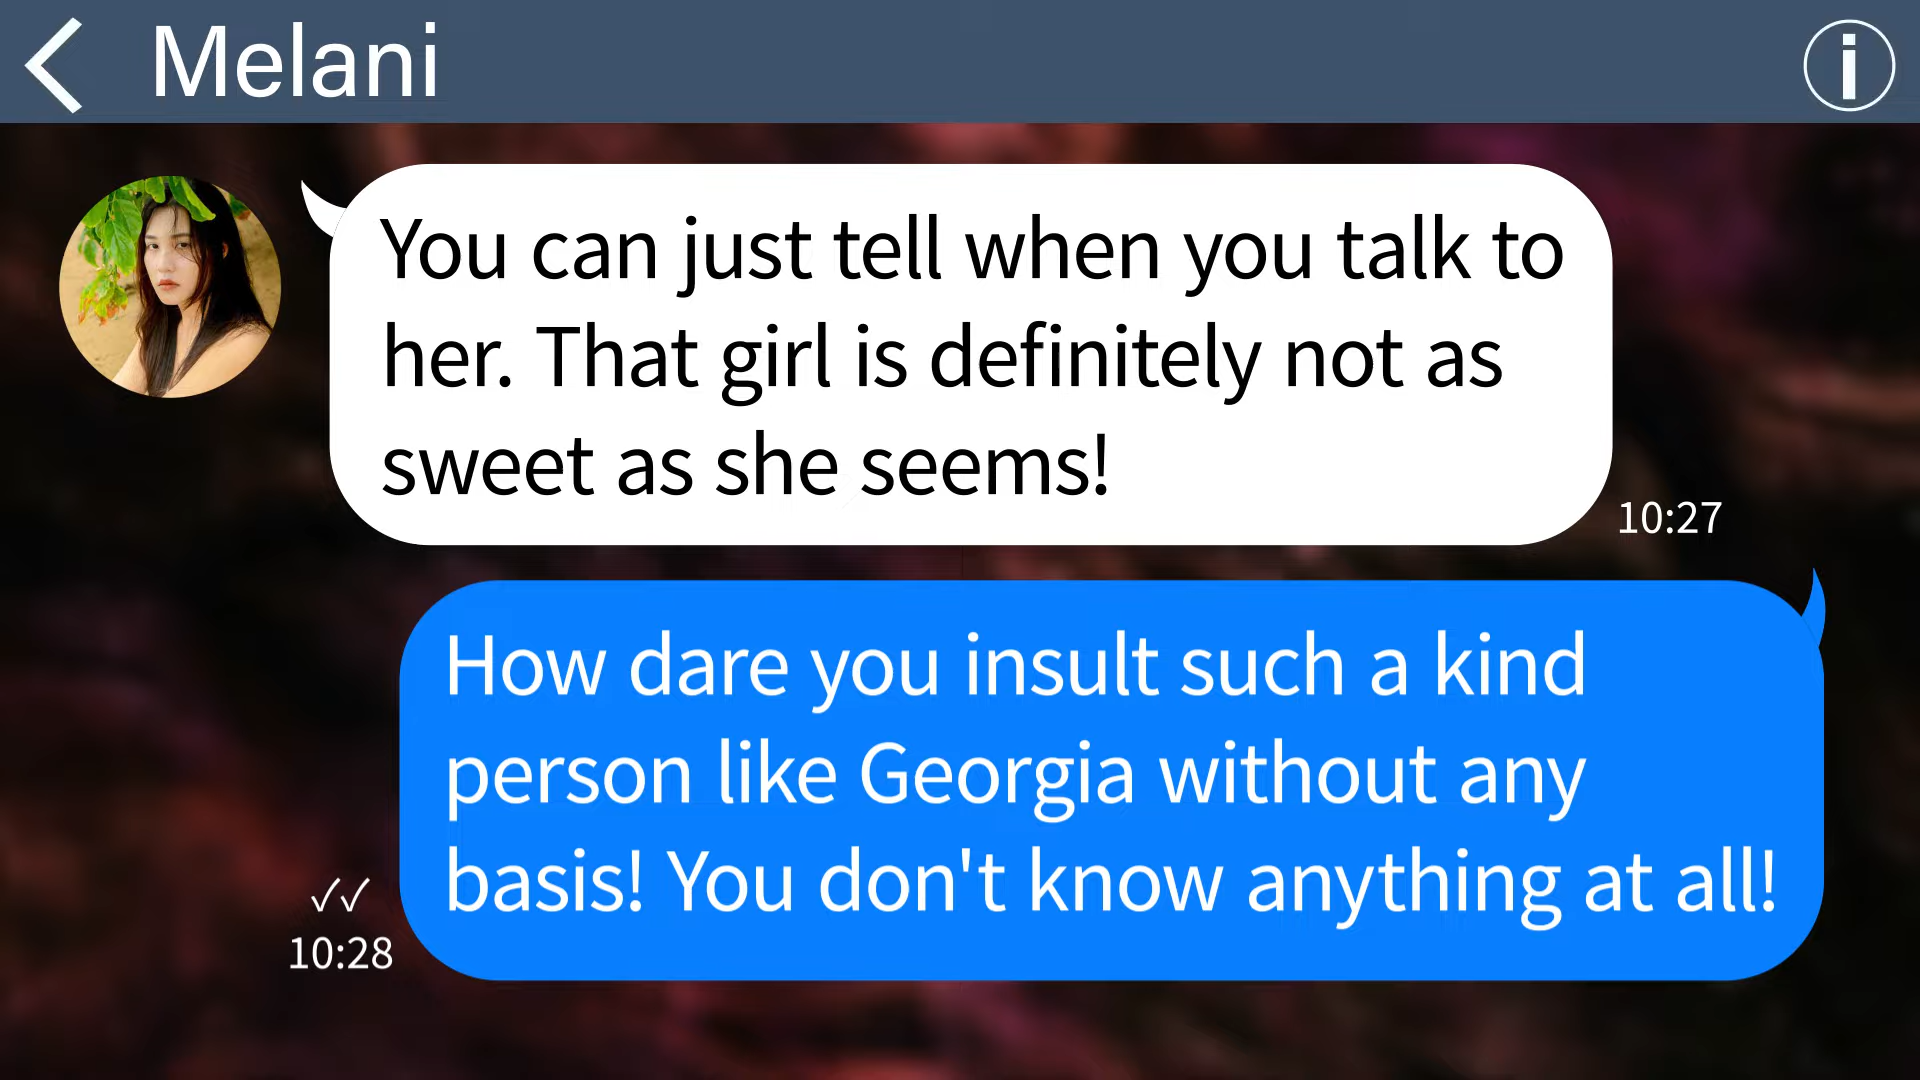 Melani
You can just tell when you talk to
her. That girl is definitely not as
sweet as she seems!
10:27
How dare you insult such a kind
person like Georgia without any
basis! You don't know anything at all!
✓✓
10:28